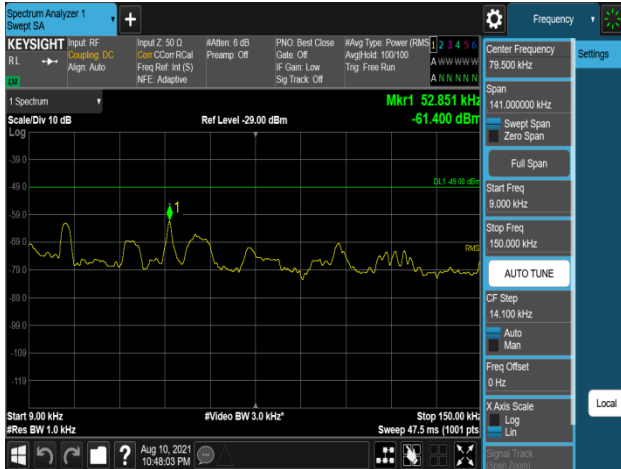 Spectrum Analyzer 1
Swept SA
+
Frequency
KEYSIGHT
RL
LV
Input: RF
Coupling: DC
Align: Auto
Input Z: 50 Ω
Corr CCorr RCal
Freq Ref: Int (S)
NFE: Adaptive
#Atten: 6 dB
Preamp: Off
PNO: Best Close
Gate: Off
IF Gain: Low
Sig Track: Off
#Avg Type: Power (RMS
Avg|Hold: 100/100
Trig: Free Run
1 2 3 4 5 6
A W W W W W
A N N N N N
1 Spectrum
Scale/Div 10 dB
Log
Ref Level -29.00 dBm
Mkr1 52.851 kHz
-61.400 dBm
-39.0
-49.0
DL1 -49.00 dBm
1
-59.0
-69.0
RMS
-79.0
-89.0
-99.0
-109
-119
Start 9.00 kHz
#Res BW 1.0 kHz
#Video BW 3.0 kHz*
Stop 150.00 kHz
Sweep 47.5 ms (1001 pts
?
Aug 10, 2021
10:48:03 PM
Center Frequency
79.500 kHz
Settings
Span
141.000000 kHz
Swept Span
Zero Span
Full Span
Start Freq
9.000 kHz
Stop Freq
150.000 kHz
AUTO TUNE
CF Step
14.100 kHz
Auto
Man
Freq Offset
0 Hz
X Axis Scale
Log
Lin
Local
Signal Track
(Span Zoom)